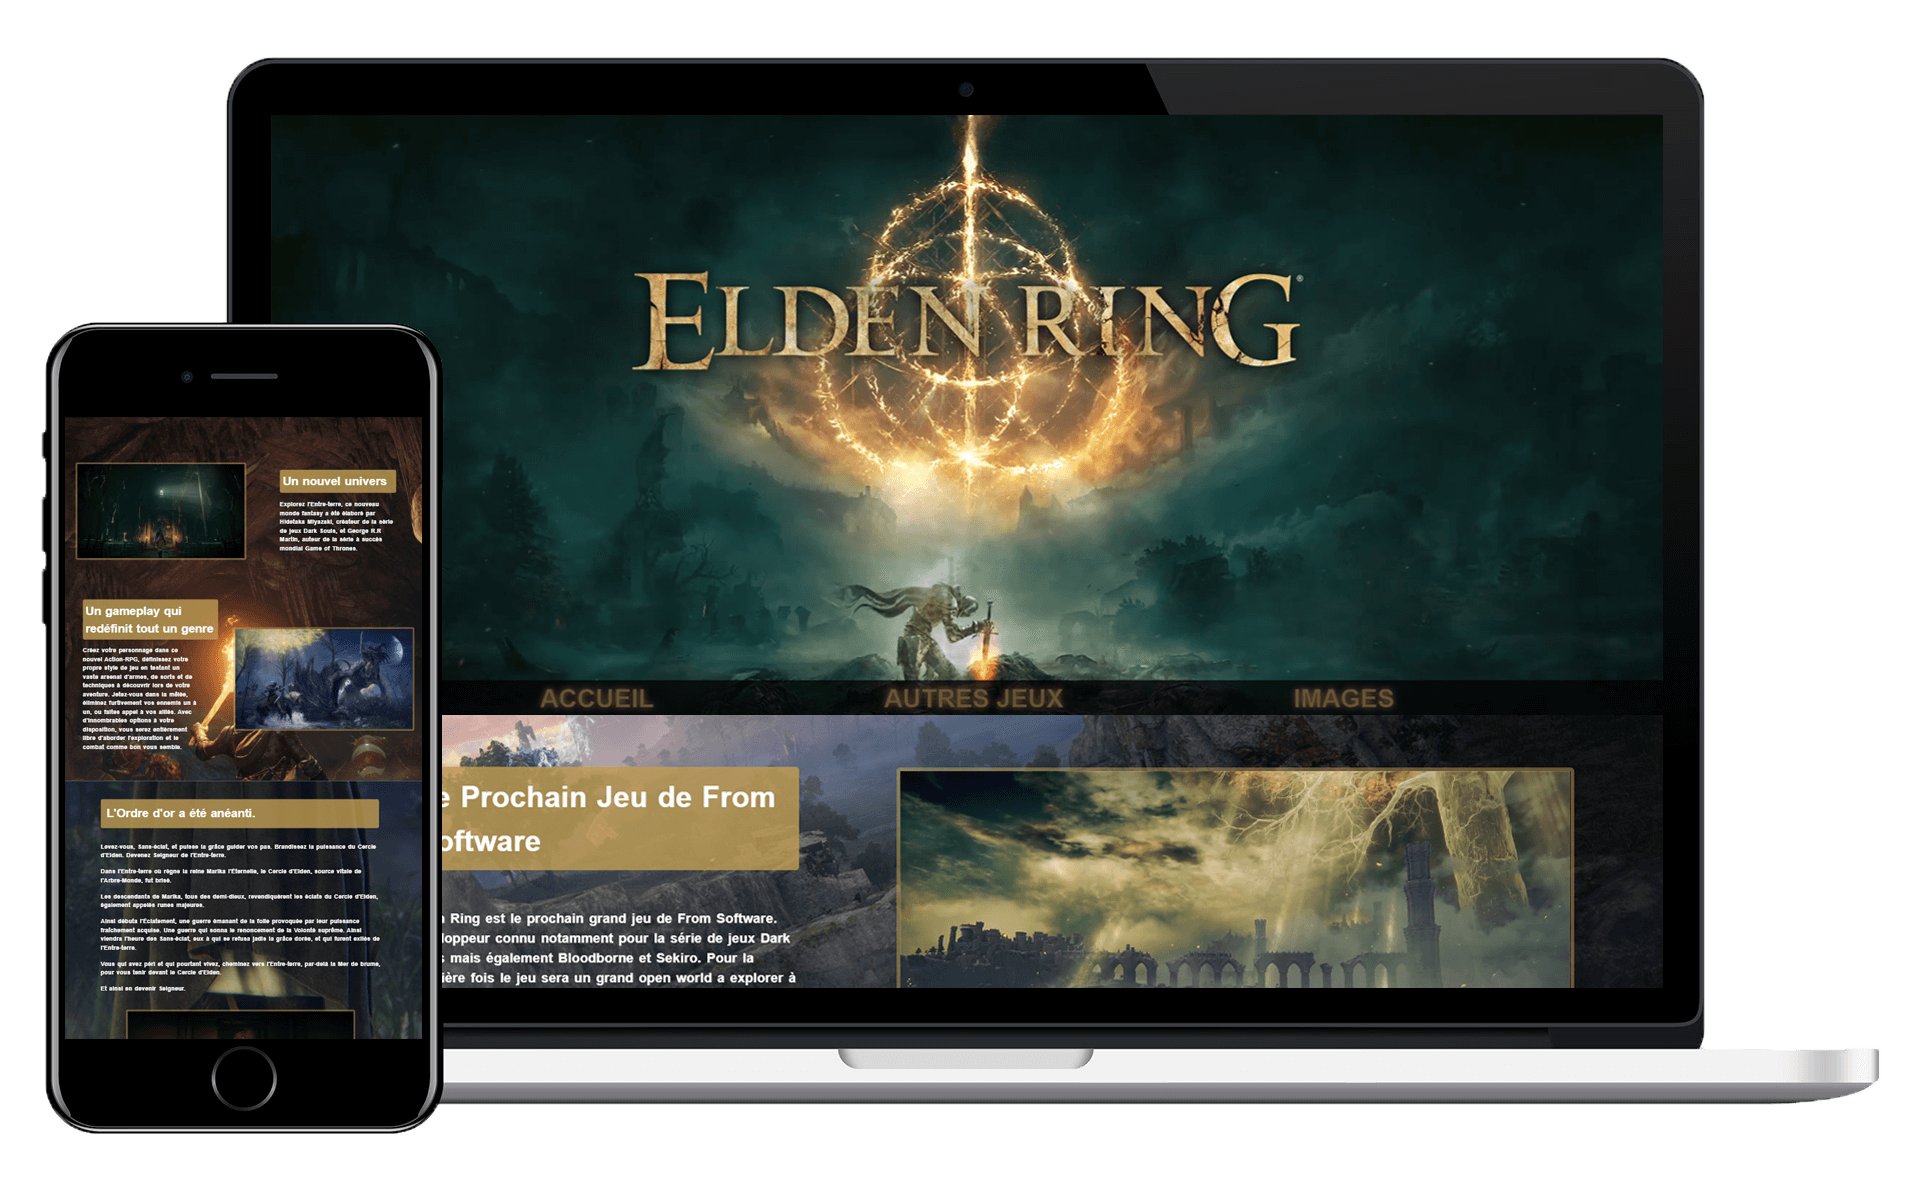 ELDEN RING
ACCUEIL AUTRES JEUX IMAGES
Prochain Jeu de From
Ring est le prochain grand jeu de From Software.
connu notamment pour la série de jeux Dark
mais également Bloodborne et Sekiro. Pour la
fois le jeu sera un grand open world a explorer à
Un nouvel univers
Explorez l'Entre-terre, ce nouveau
monde fantasy a été élaboré par
Hidetaka Miyazaki, créateur de la série
de jeux Dark Souls, et George R.R
Martin, auteur de la série à succès
mondial Game of Thrones.
Un gameplay qui
redéfinit tout un genre
Créez votre personnage dans ce
nouvel Action-RPG, définissez votre
propre style de jeu en testant un
vaste arsenal d'armes, de sorts et de
techniques à découvrir lors de votre
aventure. Jetez-vous dans la mêlée,
éliminez furtivement vos ennemis un à
un, ou faites appel à vos alliés. Avec
d'innombrables options à votre
disposition, vous serez entièrement
libre d'aborder l'exploration et le
combat comme bon vous semble.
L'Ordre d'or a été anéanti.
Levez-vous, Sans-éclat, et puisse la grâce guider vos pas. Brandissez la puissance du Cercle
d'Elden. Devenez Seigneur de l'Entre-terre.
Dans l'Entre-terre où règne la reine Marika l'Éternelle, le Cercle d'Elden, source vitale de
l'Arbre-Monde, fut brisé.
Les descendants de Marika, tous des demi-dieux, revendiquèrent les éclats du Cercle d'Elden,
également appelés runes majeures.
Ainsi débuta l'Éclatement, une guerre émanant de la folie provoquée par leur puissance
fraîchement acquise. Une guerre qui sonna le renoncement de la Volonté suprême. Ainsi
viendra l'heure des Sans-éclat, eux à qui se refusa jadis la grâce dorée, et qui furent exilés de
l'Entre-terre.
Vous qui avez péri et qui pourtant vivez, cheminez vers l'Entre-terre, par-delà la Mer de brume,
pour vous tenir devant le Cercle d'Elden.
Et ainsi en devenir Seigneur.